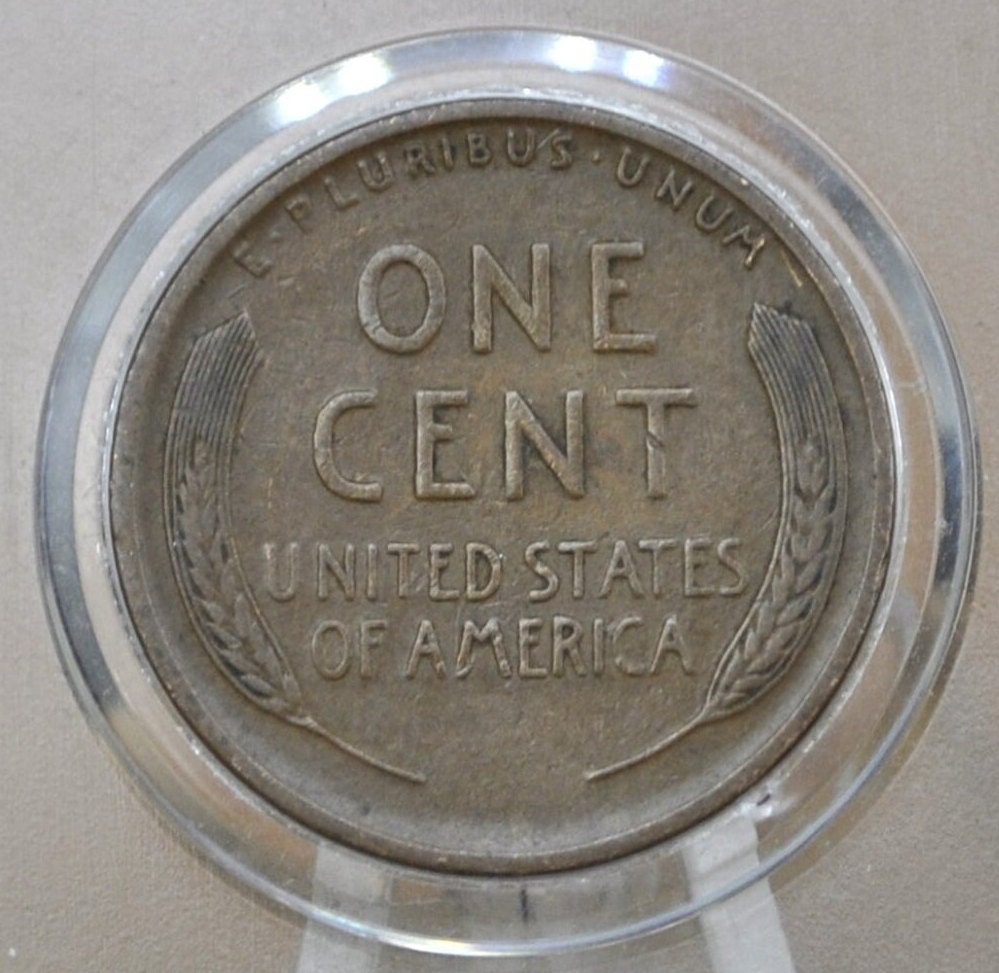 E·PLURIBUS·UNUM
ONE
CENT
UNITED STATES
OF AMERICA